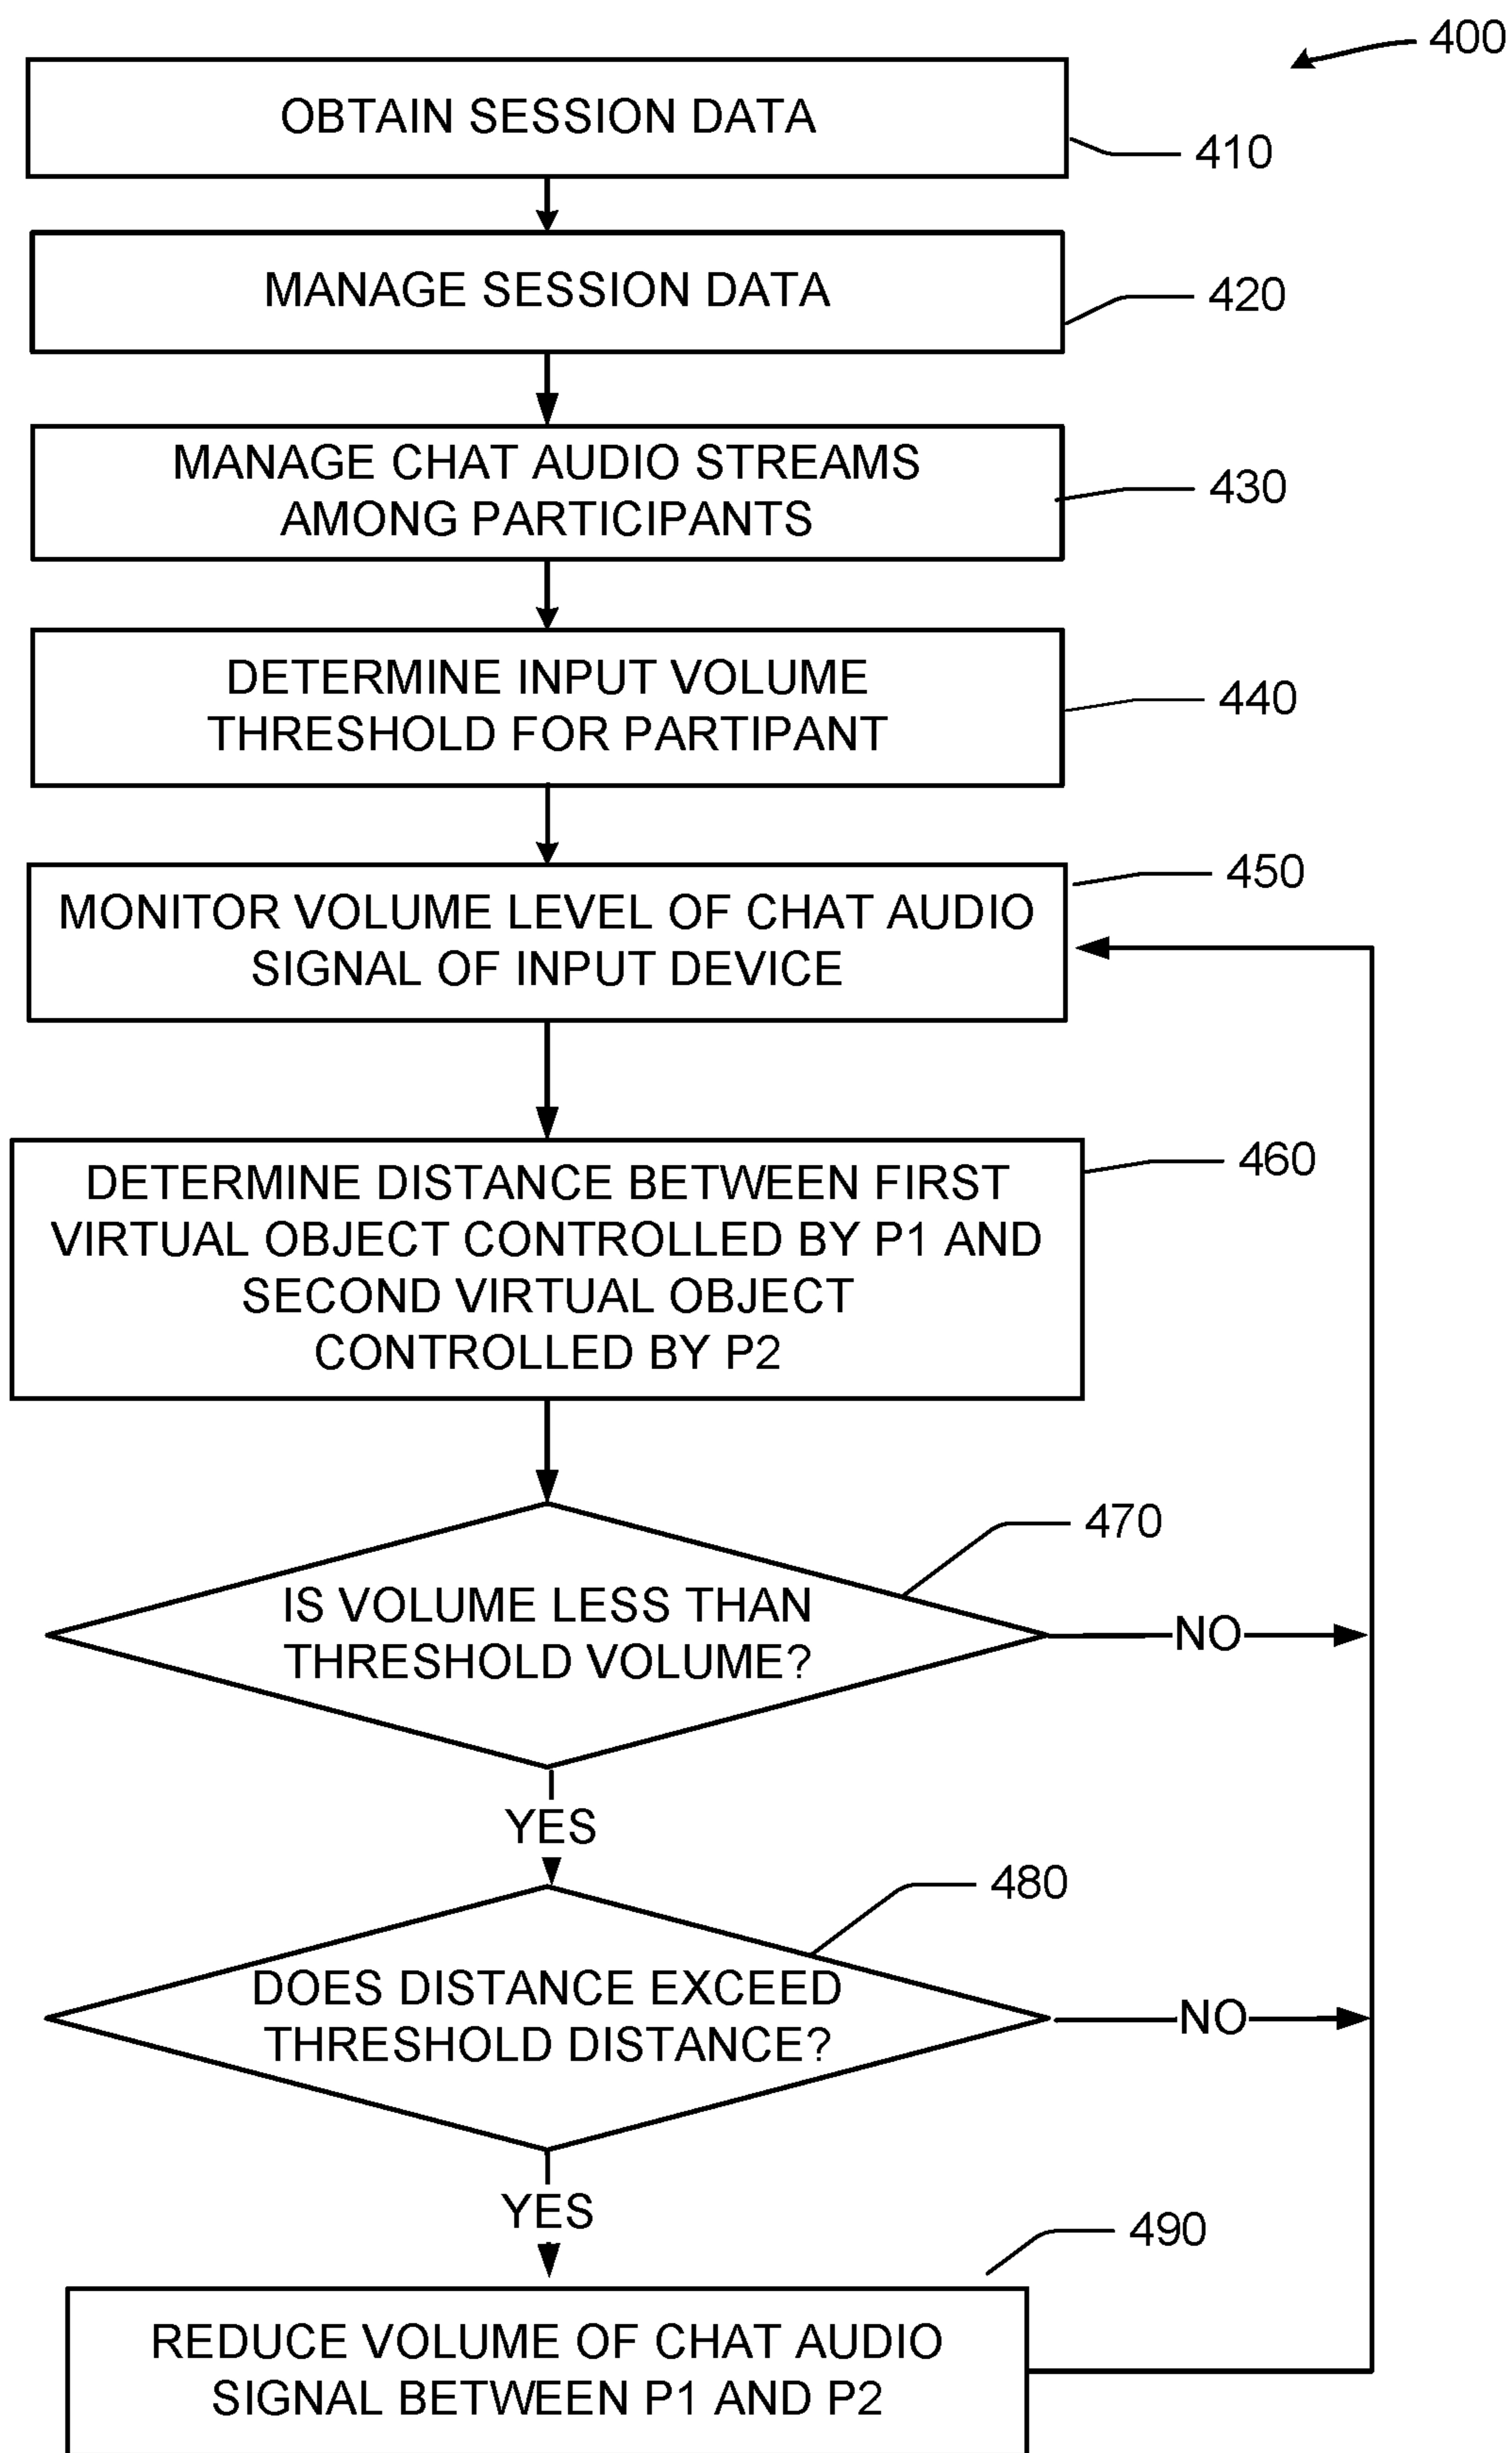 400
OBTAIN SESSION DATA
410
MANAGE SESSION DATA
420
MANAGE CHAT AUDIO STREAMS
AMONG PARTICIPANTS
430
DETERMINE INPUT VOLUME
THRESHOLD FOR PARTIPANT
440
MONITOR VOLUME LEVEL OF CHAT AUDIO
SIGNAL OF INPUT DEVICE
450
DETERMINE DISTANCE BETWEEN FIRST
VIRTUAL OBJECT CONTROLLED BY P1 AND
SECOND VIRTUAL OBJECT
CONTROLLED BY P2
460
IS VOLUME LESS THAN
THRESHOLD VOLUME?
470
NO
YES
DOES DISTANCE EXCEED
THRESHOLD DISTANCE?
480
NO
YES
REDUCE VOLUME OF CHAT AUDIO
SIGNAL BETWEEN P1 AND P2
490